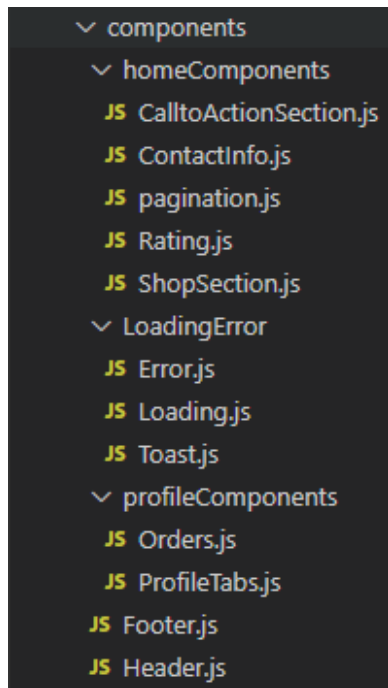 components
homeComponents
JS CalltoActionSection.js
JS ContactInfo.js
JS pagination.js
JS Rating.js
JS ShopSection.js
LoadingError
JS Error.js
JS Loading.js
JS Toast.js
profileComponents
JS Orders.js
JS ProfileTabs.js
JS Footer.js
JS Header.js